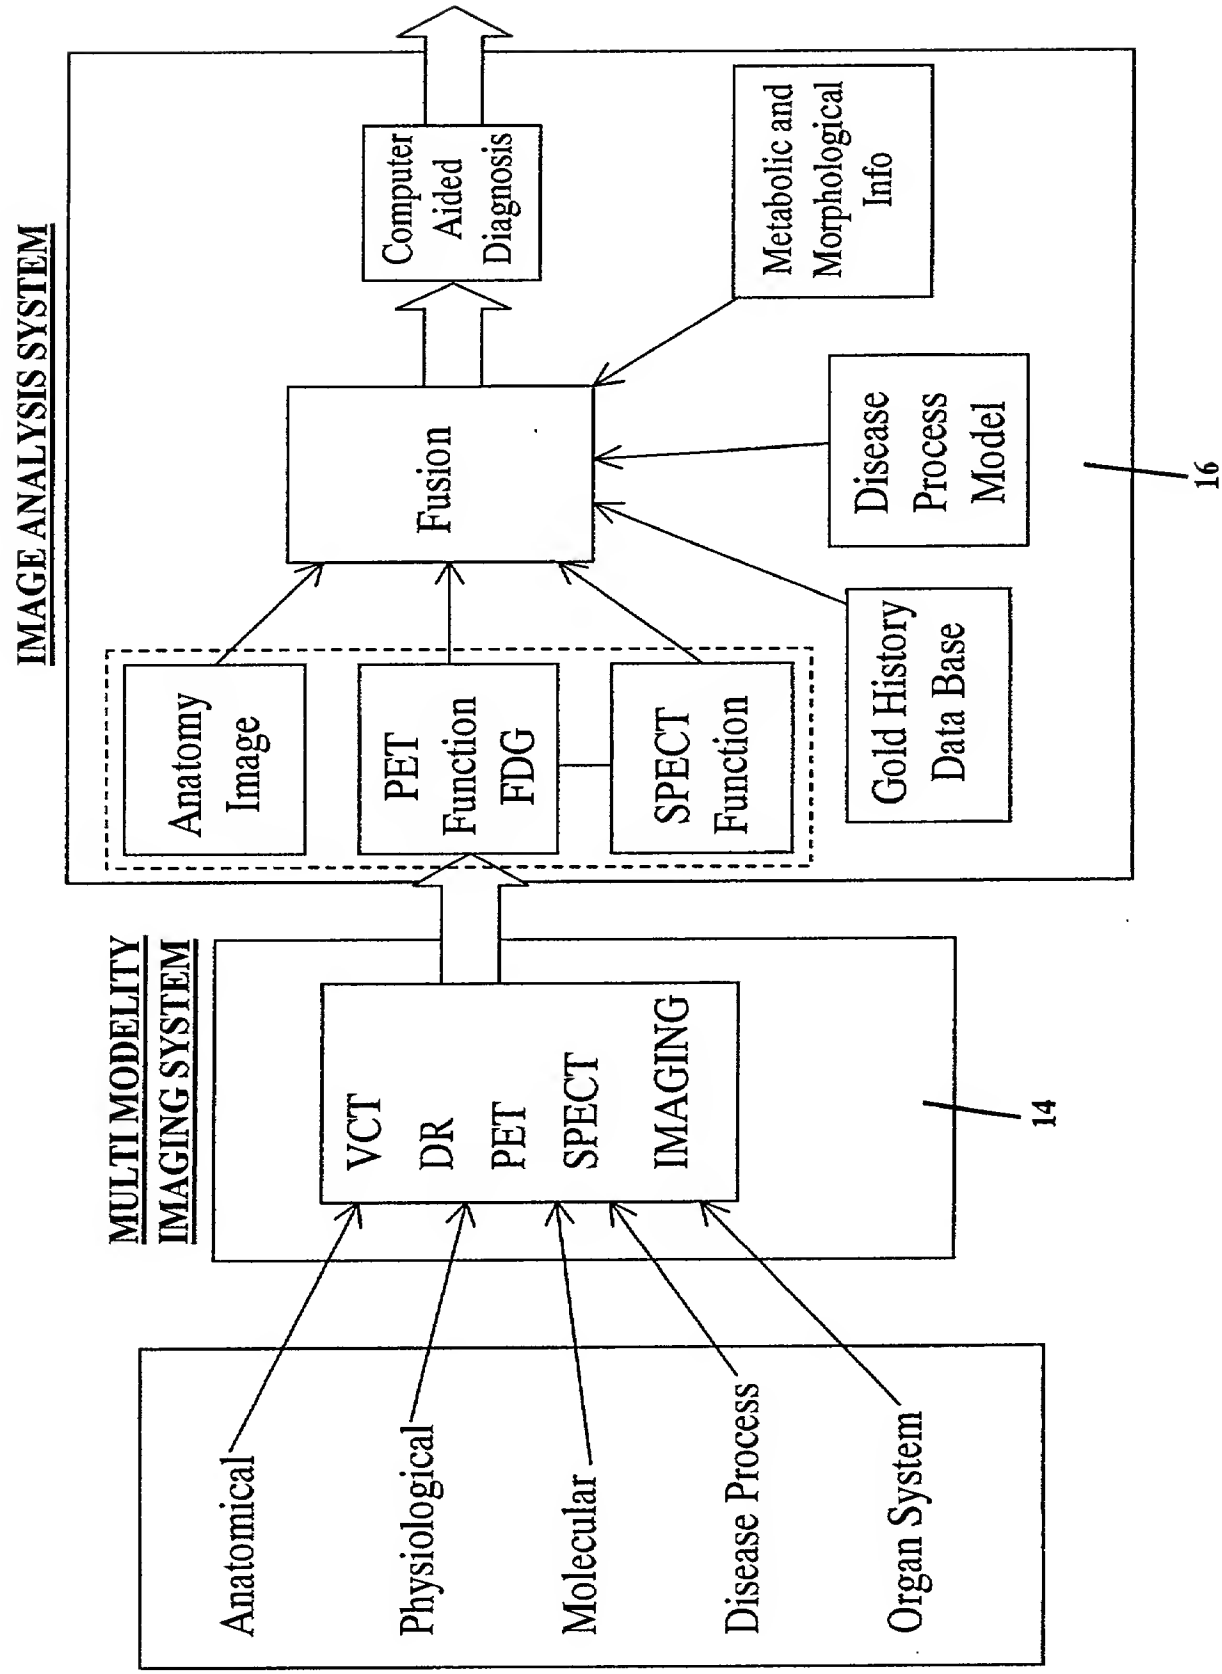 IMAGE ANALYSIS SYSTEM
MULTI MODELITY
IMAGING SYSTEM
Anatomical
Physiological
Molecular
Disease Process
Organ System
VCT
DR
PET
SPECT
IMAGING
14
Anatomy
Image
PET
Function
FDG
SPECT
Function
Fusion
Computer
Aided
Diagnosis
Gold History
Data Base
Disease
Process
Model
Metabolic and
Morphological
Info
16